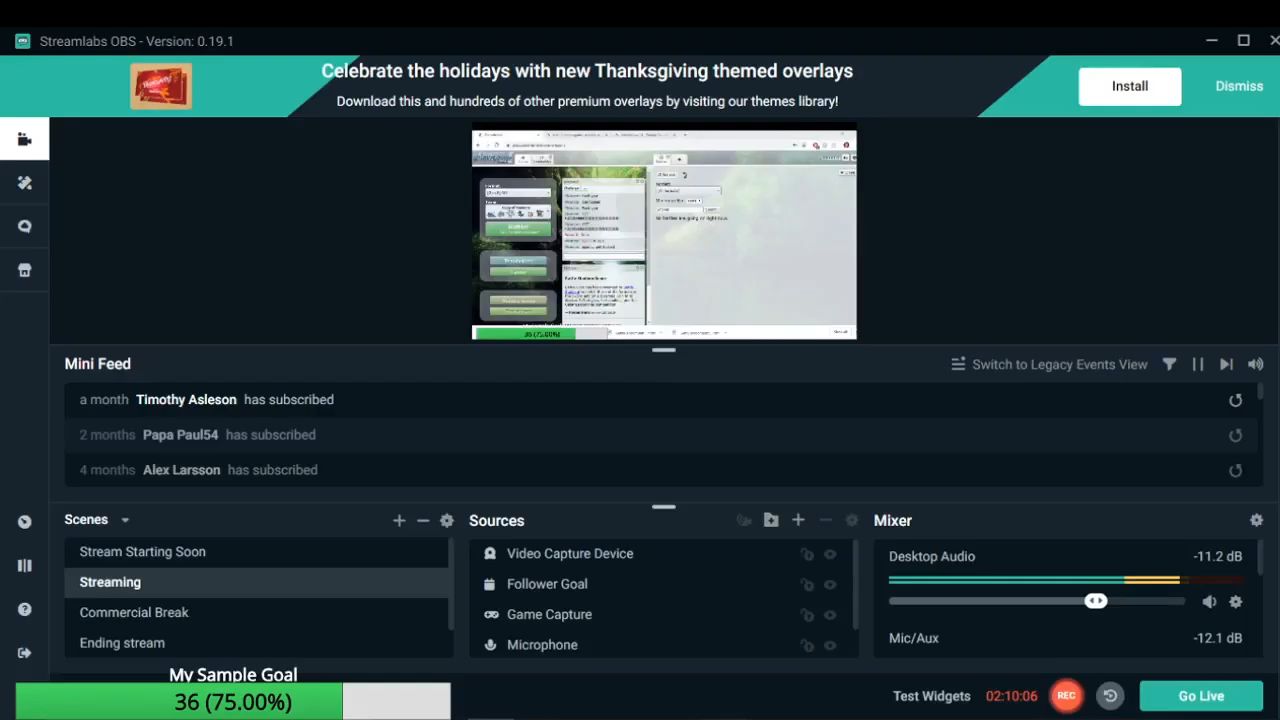 Streamlabs OBS - Version: 0.19.1
Celebrate the holidays with new Thanksgiving themed overlays
Download this and hundreds of other premium overlays by visiting our themes library!
Install
Dismiss
36 (75.00%)
Mini Feed
Switch to Legacy Events View
a month Timothy Asleson has subscribed
2 months Papa Paul54 has subscribed
4 months Alex Larsson has subscribed
Scenes
Stream Starting Soon
Streaming
Commercial Break
Ending stream
Sources
Video Capture Device
Follower Goal
Game Capture
Microphone
Mixer
Desktop Audio -11.2 dB
Mic/Aux -12.1 dB
My Sample Goal
36 (75.00%)
Test Widgets 02:10:06 REC Go Live